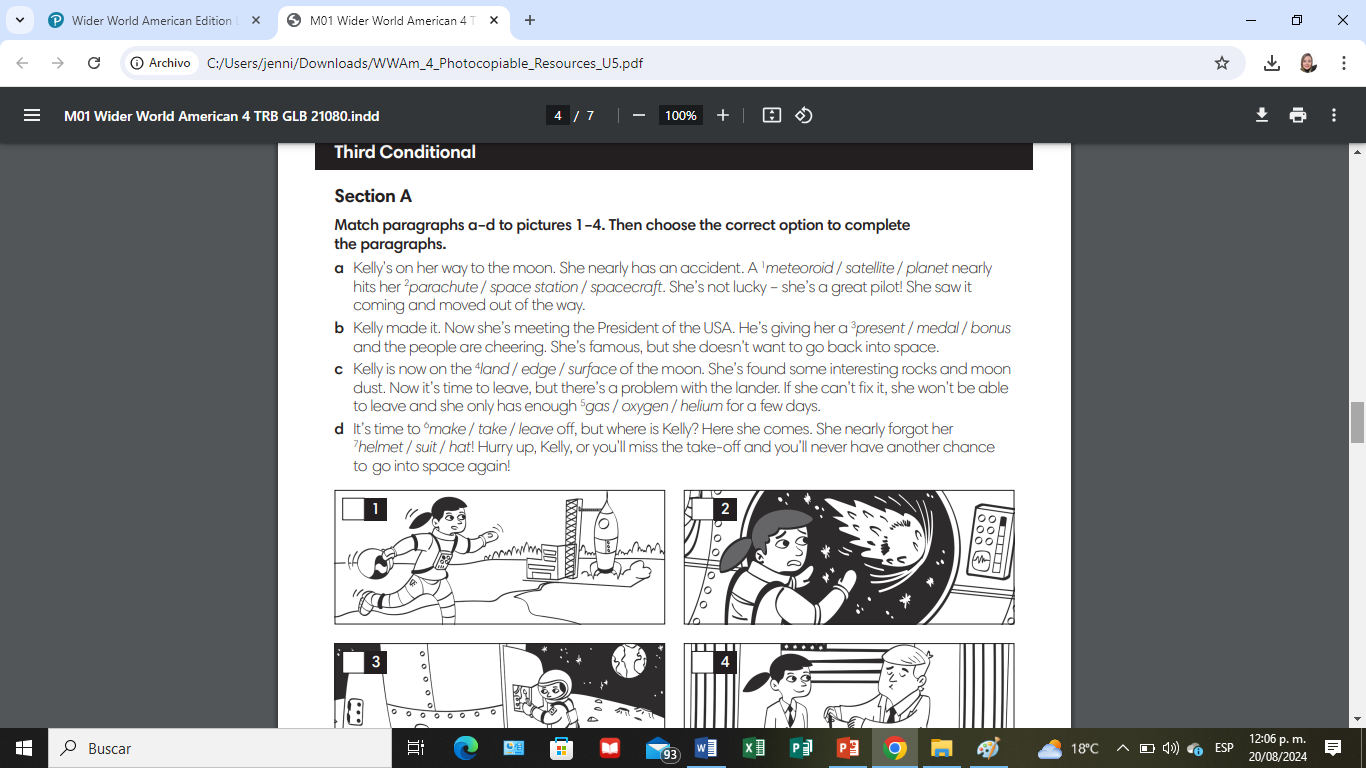 Wider World American Edition
M01 Wider World American 4 T
Archivo
C:/Users/jenni/Downloads/WWAm_4_Photocopiable_Resources_U5.pdf
M01 Wider World American 4 TRB GLB 21080.indd
4 / 7
100%
Third Conditional
Section A
Match paragraphs a–d to pictures 1–4. Then choose the correct option to complete
the paragraphs.
a Kelly's on her way to the moon. She nearly has an accident. A ¹meteoroid / satellite / planet nearly
hits her ²parachute / space station / spacecraft. She's not lucky – she's a great pilot! She saw it
coming and moved out of the way.
b Kelly made it. Now she's meeting the President of the USA. He's giving her a ³present / medal / bonus
and the people are cheering. She's famous, but she doesn't want to go back into space.
c Kelly is now on the ⁴land / edge / surface of the moon. She's found some interesting rocks and moon
dust. Now it's time to leave, but there's a problem with the lander. If she can't fix it, she won't be able
to leave and she only has enough ⁵gas / oxygen / helium for a few days.
d It's time to ⁶make / take / leave off, but where is Kelly? Here she comes. She nearly forgot her
⁷helmet / suit / hat! Hurry up, Kelly, or you'll miss the take-off and you'll never have another chance
to go into space again!
1
2
3
4
Buscar
93
18°C
ESP
12:06 p. m.
20/08/2024